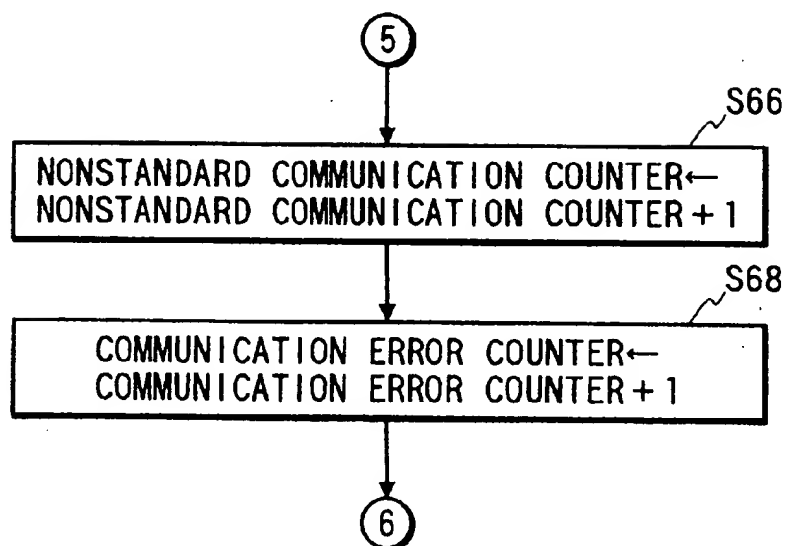 5
S66
NONSTANDARD COMMUNICATION COUNTER←
NONSTANDARD COMMUNICATION COUNTER+1
S68
COMMUNICATION ERROR COUNTER←
COMMUNICATION ERROR COUNTER+1
6